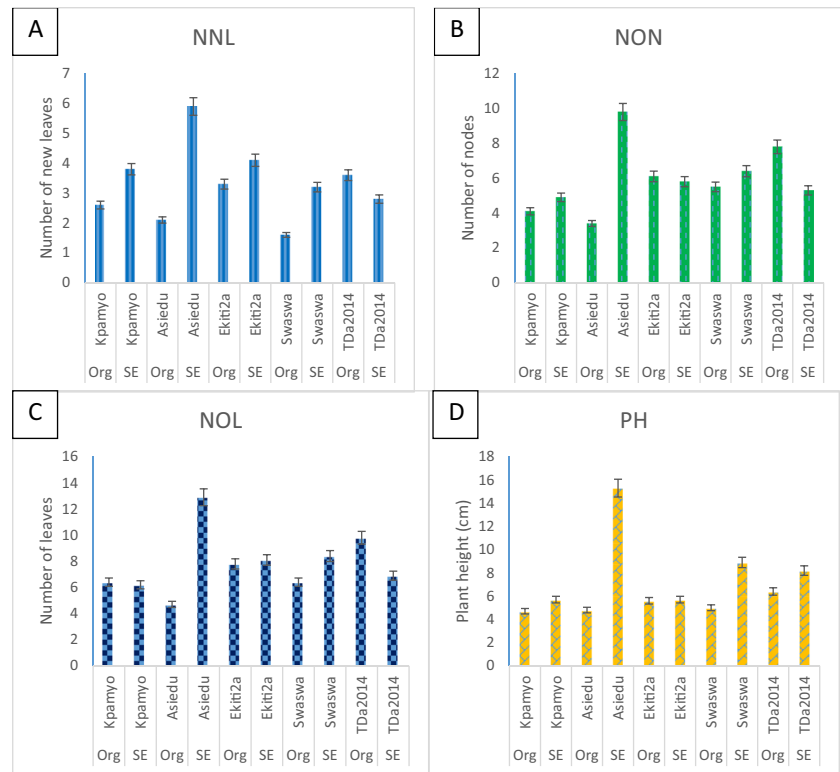 A
NNL
Number of new leaves
7
6
5
4
3
2
1
0
Kpamyo Kpamyo Asiedu Asiedu Ekiti2a Ekiti2a Swaswa Swaswa TDa2014 TDa2014
Org SE Org SE Org SE Org SE Org SE
B
NON
Number of nodes
12
10
8
6
4
2
0
Kpamyo Kpamyo Asiedu Asiedu Ekiti2a Ekiti2a Swaswa Swaswa TDa2014 TDa2014
Org SE Org SE Org SE Org SE Org SE
C
NOL
Number of leaves
16
14
12
10
8
6
4
2
0
Kpamyo Kpamyo Asiedu Asiedu Ekiti2a Ekiti2a Swaswa Swaswa TDa2014 TDa2014
Org SE Org SE Org SE Org SE Org SE
D
PH
Plant height (cm)
18
16
14
12
10
8
6
4
2
0
Kpamyo Kpamyo Asiedu Asiedu Ekiti2a Ekiti2a Swaswa Swaswa TDa2014 TDa2014
Org SE Org SE Org SE Org SE Org SE